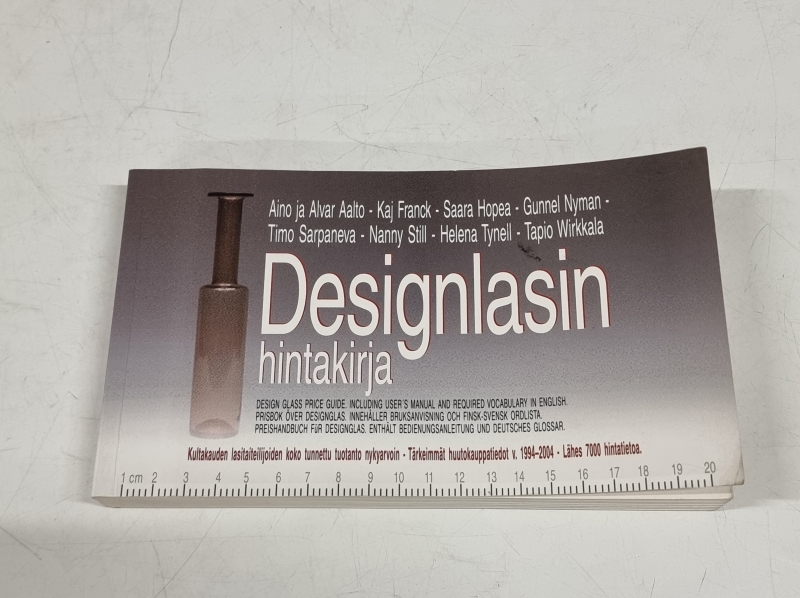 Aino ja Alvar Aalto - Kaj Franck - Saara Hopea - Gunnel Nyman -
Timo Sarpaneva - Nanny Still - Helena Tynell - Tapio Wirkkala
Designlasin
hintakirja
DESIGN GLASS PRICE GUIDE. INCLUDING USER'S MANUAL AND REQUIRED VOCABULARY IN ENGLISH.
PRISBOK ÖVER DESIGNGLAS. INNEHÅLLER BRUKSANVISNING OCH FINSK-SVENSK ORDLISTA.
PREISHANDBUCH FÜR DESIGNGLAS. ENTHÄLT BEDIENUNGSANLEITUNG UND DEUTSCHES GLOSSAR.
Kultakauden lasitaiteilijoiden koko tunnettu tuotanto nykyarvoin - Tärkeimmät huutokauppatiedot v. 1994-2004 - Lähes 7000 hintatietoa.
1 cm 2 3 4 5 6 7 8 9 10 11 12 13 14 15 16 17 18 19 20